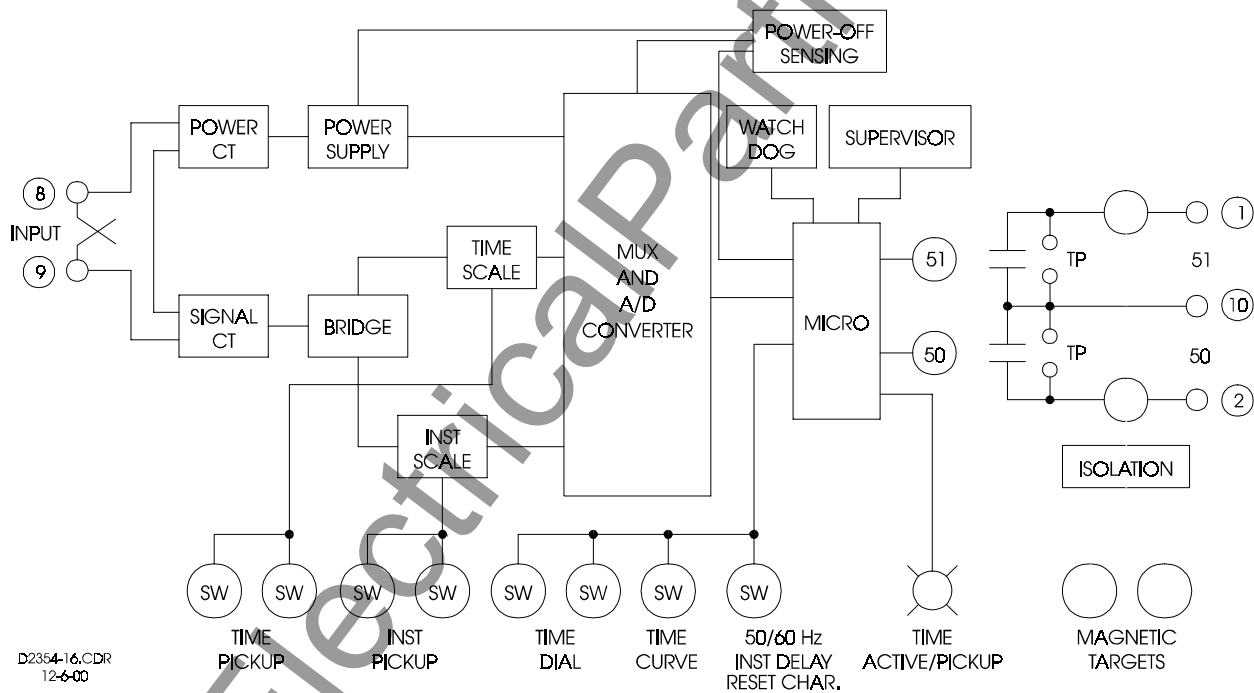 POWER-OFF
SENSING
POWER
CT
POWER
SUPPLY
WATCH
DOG
SUPERVISOR
8
INPUT
9
TIME
SCALE
MUX
AND
A/D
CONVERTER
SIGNAL
CT
BRIDGE
MICRO
51
50
INST
SCALE
1
TP
51
10
TP
50
2
ISOLATION
SW
SW
SW
SW
SW
SW
SW
SW
TIME
PICKUP
INST
PICKUP
TIME
DIAL
TIME
CURVE
50/60 Hz
INST DELAY
RESET CHAR.
TIME
ACTIVE/PICKUP
MAGNETIC
TARGETS
D2354-16.CDR
12-6-00
ElectricalPart